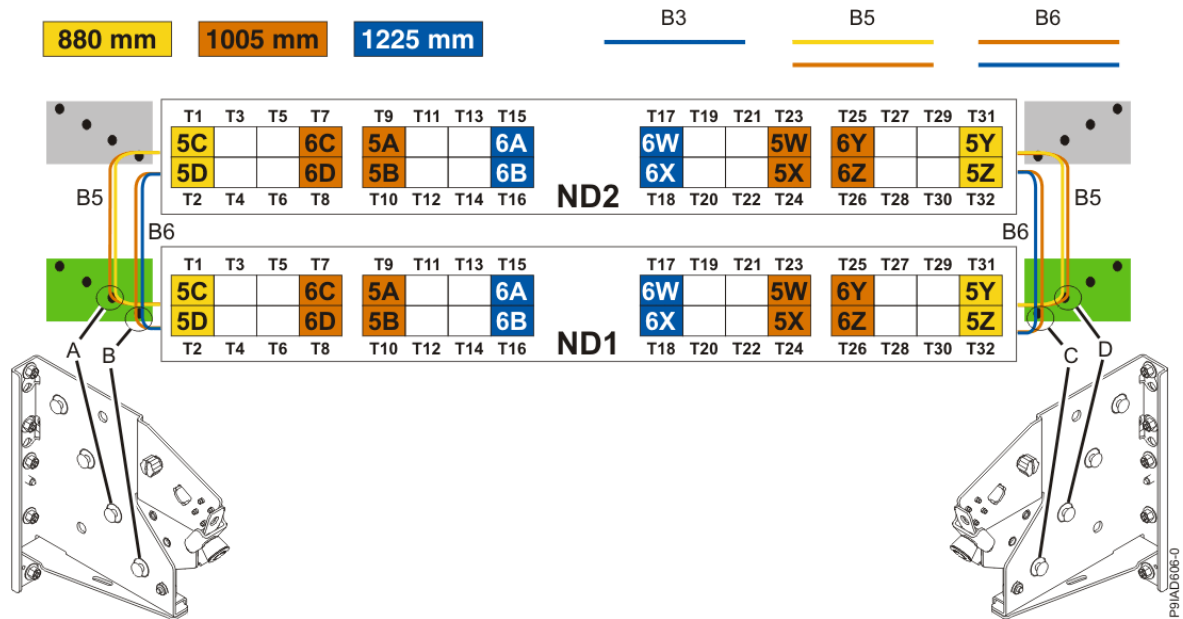 880 mm 1005 mm 1225 mm B3 B5 B6
T1 T3 T5 T7 T9 T11 T13 T15 T17 T19 T21 T23 T25 T27 T29 T31
5C 6C 5A 6A 6W 5W 6Y 5Y
5D 6D 5B 6B 6X 5X 6Z 5Z
T2 T4 T6 T8 T10 T12 T14 T16 ND2 T18 T20 T22 T24 T26 T28 T30 T32
B5 B5
B6 B6
T1 T3 T5 T7 T9 T11 T13 T15 T17 T19 T21 T23 T25 T27 T29 T31
5C 6C 5A 6A 6W 5W 6Y 5Y
5D 6D 5B 6B 6X 5X 6Z 5Z
T2 T4 T6 T8 T10 T12 T14 T16 ND1 T18 T20 T22 T24 T26 T28 T30 T32
A B C D
P9IAD606-0